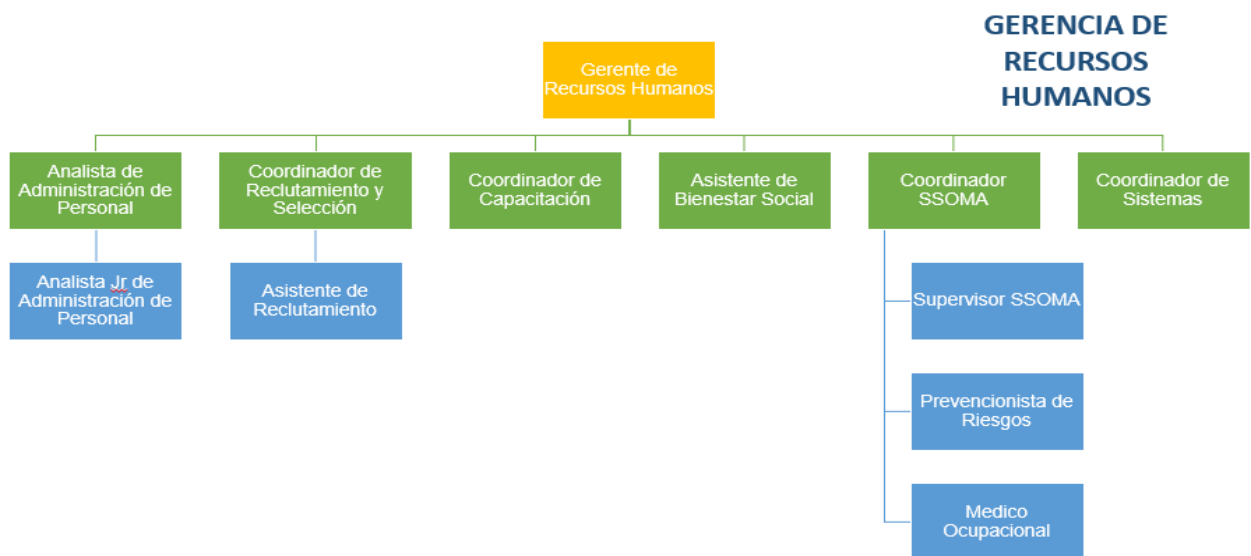 GERENCIA DE
RECURSOS
HUMANOS
Gerente de
Recursos Humanos
Analista de
Administración de
Personal
Coordinador de
Reclutamiento y
Selección
Coordinador de
Capacitación
Asistente de
Bienestar Social
Coordinador
SSOMA
Coordinador de
Sistemas
Analista Jr de
Administración de
Personal
Asistente de
Reclutamiento
Supervisor SSOMA
Prevencionista de
Riesgos
Medico
Ocupacional